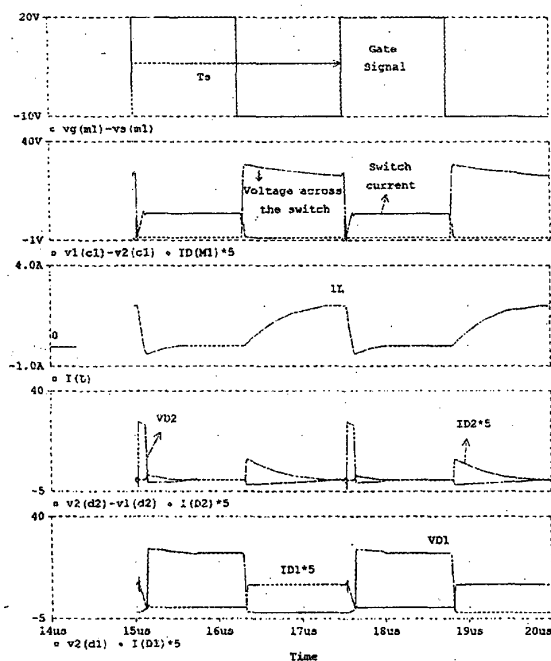 20V
Gate
Signal
Ts
-10V
vg(m1)-vs(m1)
40V
Switch
current
Voltage across
the switch
-1V
v1(c1)-v2(c1) ID(M1)*5
4.0A
iL
0
-1.0A
I(L)
40
VD2
ID2*5
-5
v2(d2)-v1(d2) I(D2)*5
40
VD1
ID1*5
-5
14us 15us 16us 17us 18us 19us 20us
v2(d1) I(D1)*5
Time